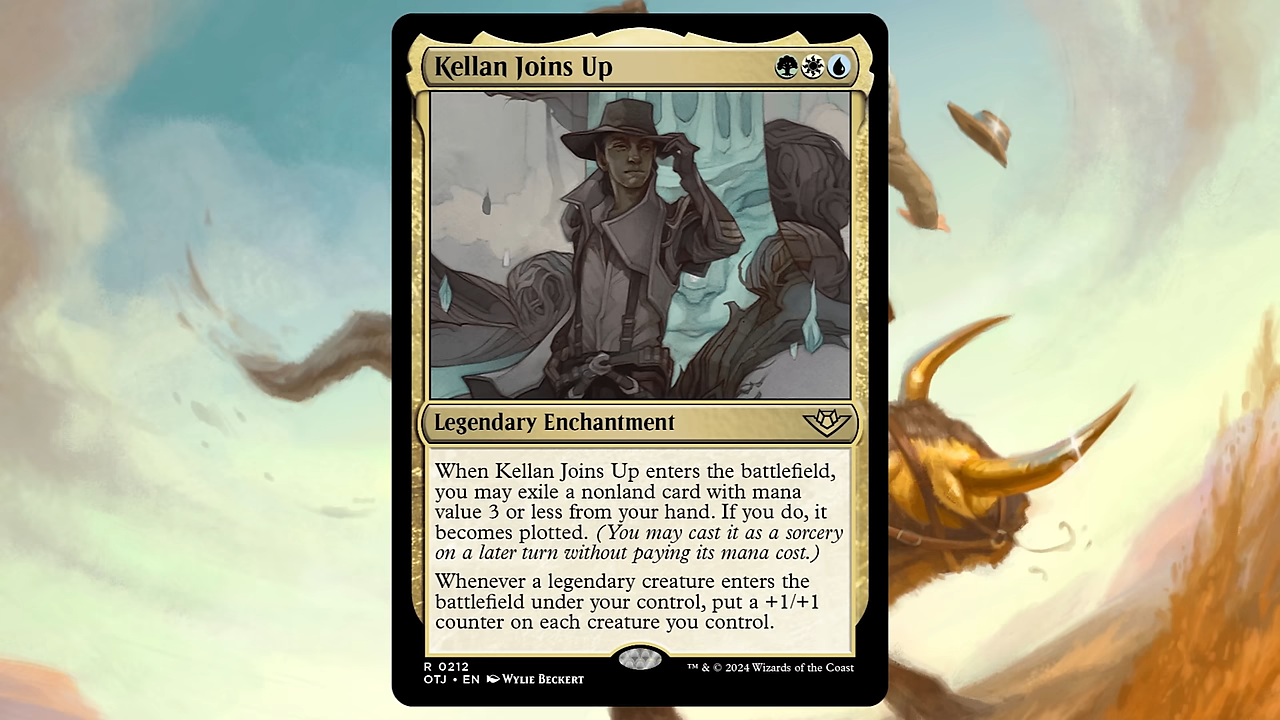 Kellan Joins Up
Legendary Enchantment
When Kellan Joins Up enters the battlefield,
you may exile a nonland card with mana
value 3 or less from your hand. If you do, it
becomes plotted. (You may cast it as a sorcery
on a later turn without paying its mana cost.)
Whenever a legendary creature enters the
battlefield under your control, put a +1/+1
counter on each creature you control.
R 0212
™ & © 2024 Wizards of the Coast
OTJ • EN Wylie Beckert